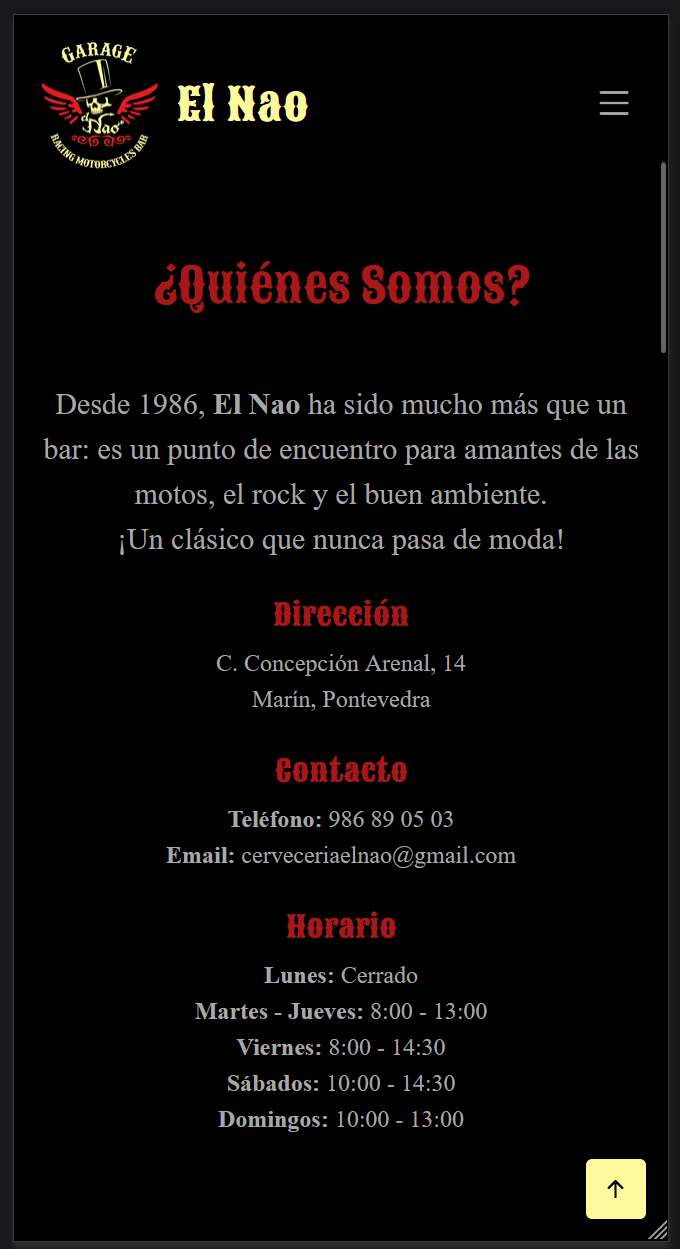 GARAGE
el Nao
RACING MOTORCYCLES BAR
El Nao
¿Quiénes Somos?
Desde 1986, El Nao ha sido mucho más que un
bar: es un punto de encuentro para amantes de las
motos, el rock y el buen ambiente.
¡Un clásico que nunca pasa de moda!
Dirección
C. Concepción Arenal, 14
Marín, Pontevedra
Contacto
Teléfono: 986 89 05 03
Email: cerveceriaelnao@gmail.com
Horario
Lunes: Cerrado
Martes - Jueves: 8:00 - 13:00
Viernes: 8:00 - 14:30
Sábados: 10:00 - 14:30
Domingos: 10:00 - 13:00